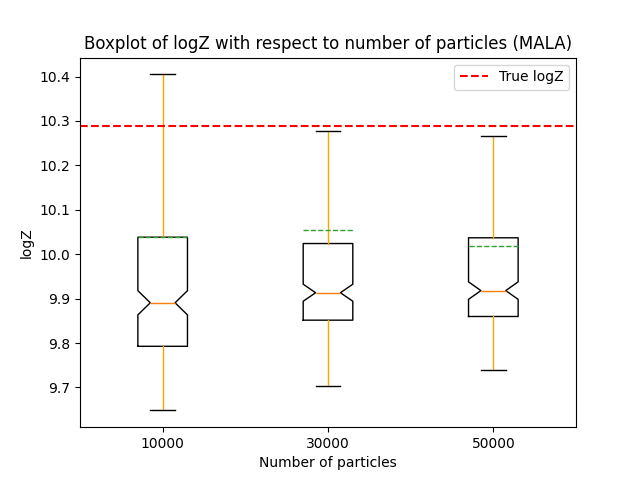 Boxplot of logZ with respect to number of particles (MALA)
True logZ
10.4
10.3
10.2
10.1
10.0
9.9
9.8
9.7
logZ
10000
30000
50000
Number of particles